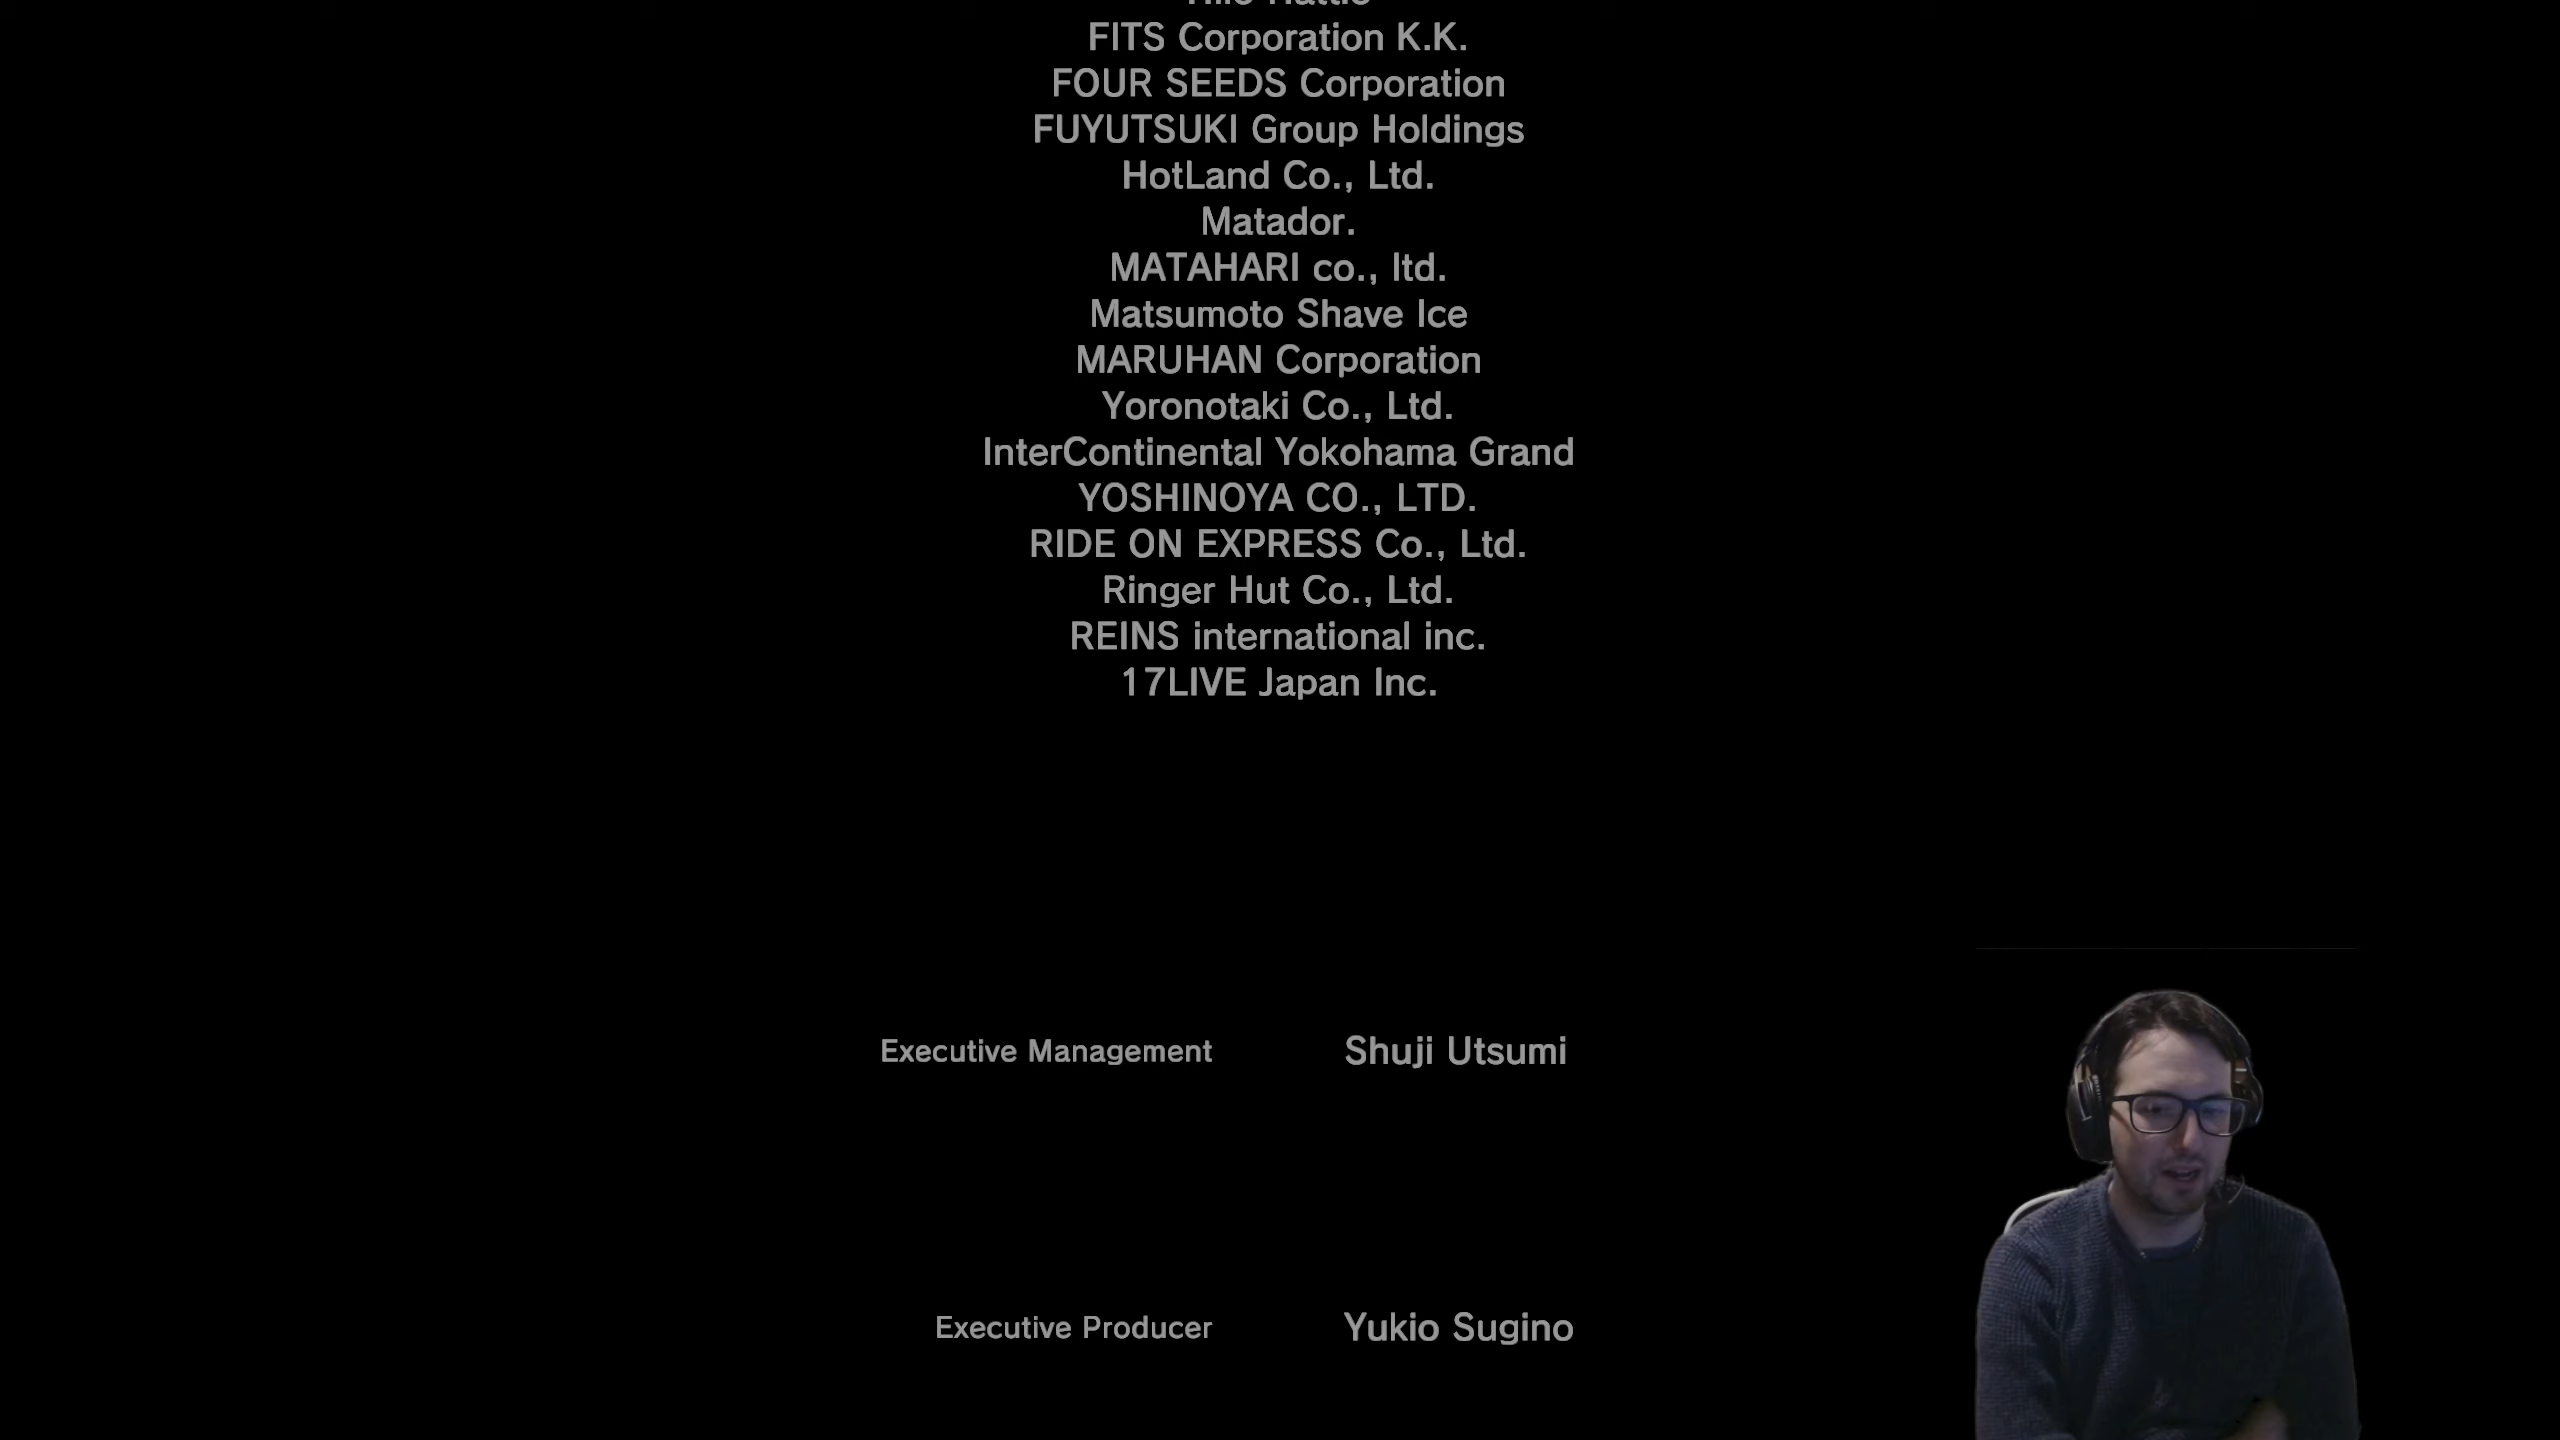 FITS Corporation K.K.
FOUR SEEDS Corporation
FUYUTSUKI Group Holdings
HotLand Co., Ltd.
Matador.
MATAHARI co., ltd.
Matsumoto Shave Ice
MARUHAN Corporation
Yoronotaki Co., Ltd.
InterContinental Yokohama Grand
YOSHINOYA CO., LTD.
RIDE ON EXPRESS Co., Ltd.
Ringer Hut Co., Ltd.
REINS international inc.
17LIVE Japan Inc.
Executive Management Shuji Utsumi
Executive Producer Yukio Sugino